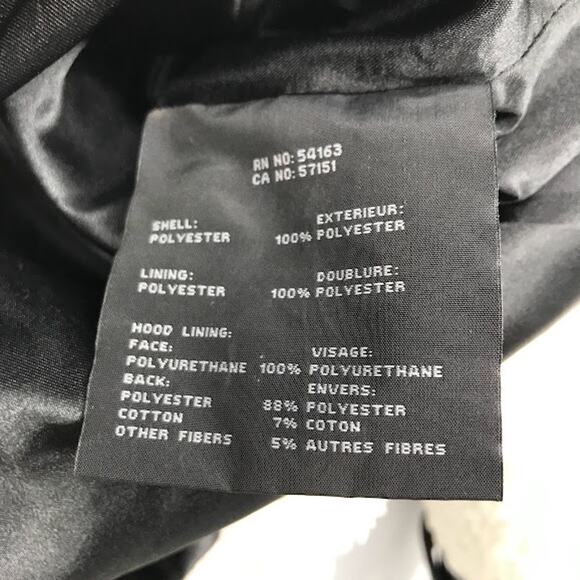 RN NO: 54163
CA NO: 57151
SHELL: EXTERIEUR:
POLYESTER 100% POLYESTER
LINING: DOUBLURE:
POLYESTER 100% POLYESTER
HOOD LINING:
FACE: VISAGE:
POLYURETHANE 100% POLYURETHANE
BACK: ENVERS:
POLYESTER 88% POLYESTER
COTTON 7% COTON
OTHER FIBERS 5% AUTRES FIBRES